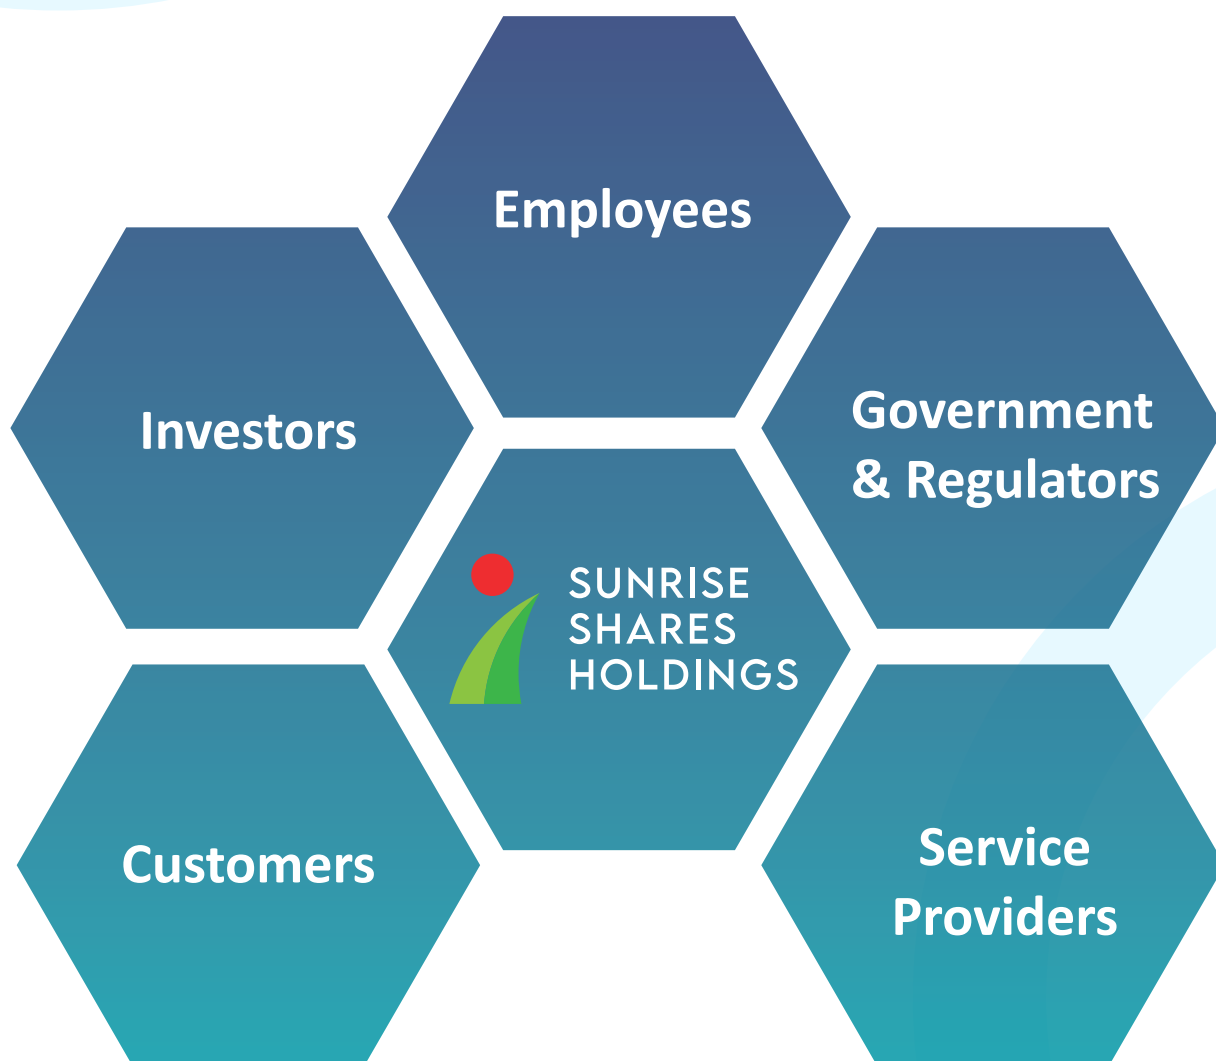 Employees
Investors
Government
& Regulators
SUNRISE
SHARES
HOLDINGS
Customers
Service
Providers